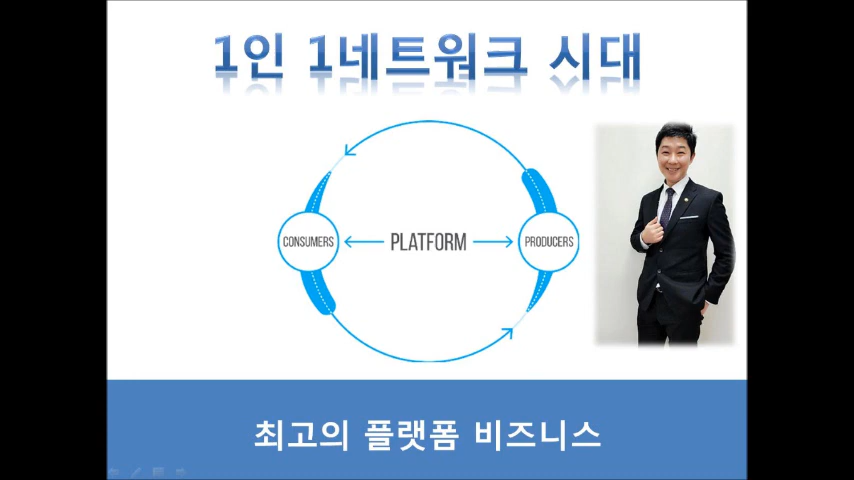 1인 1네트워크 시대
CONSUMERS
PLATFORM
PRODUCERS
최고의 플랫폼 비즈니스